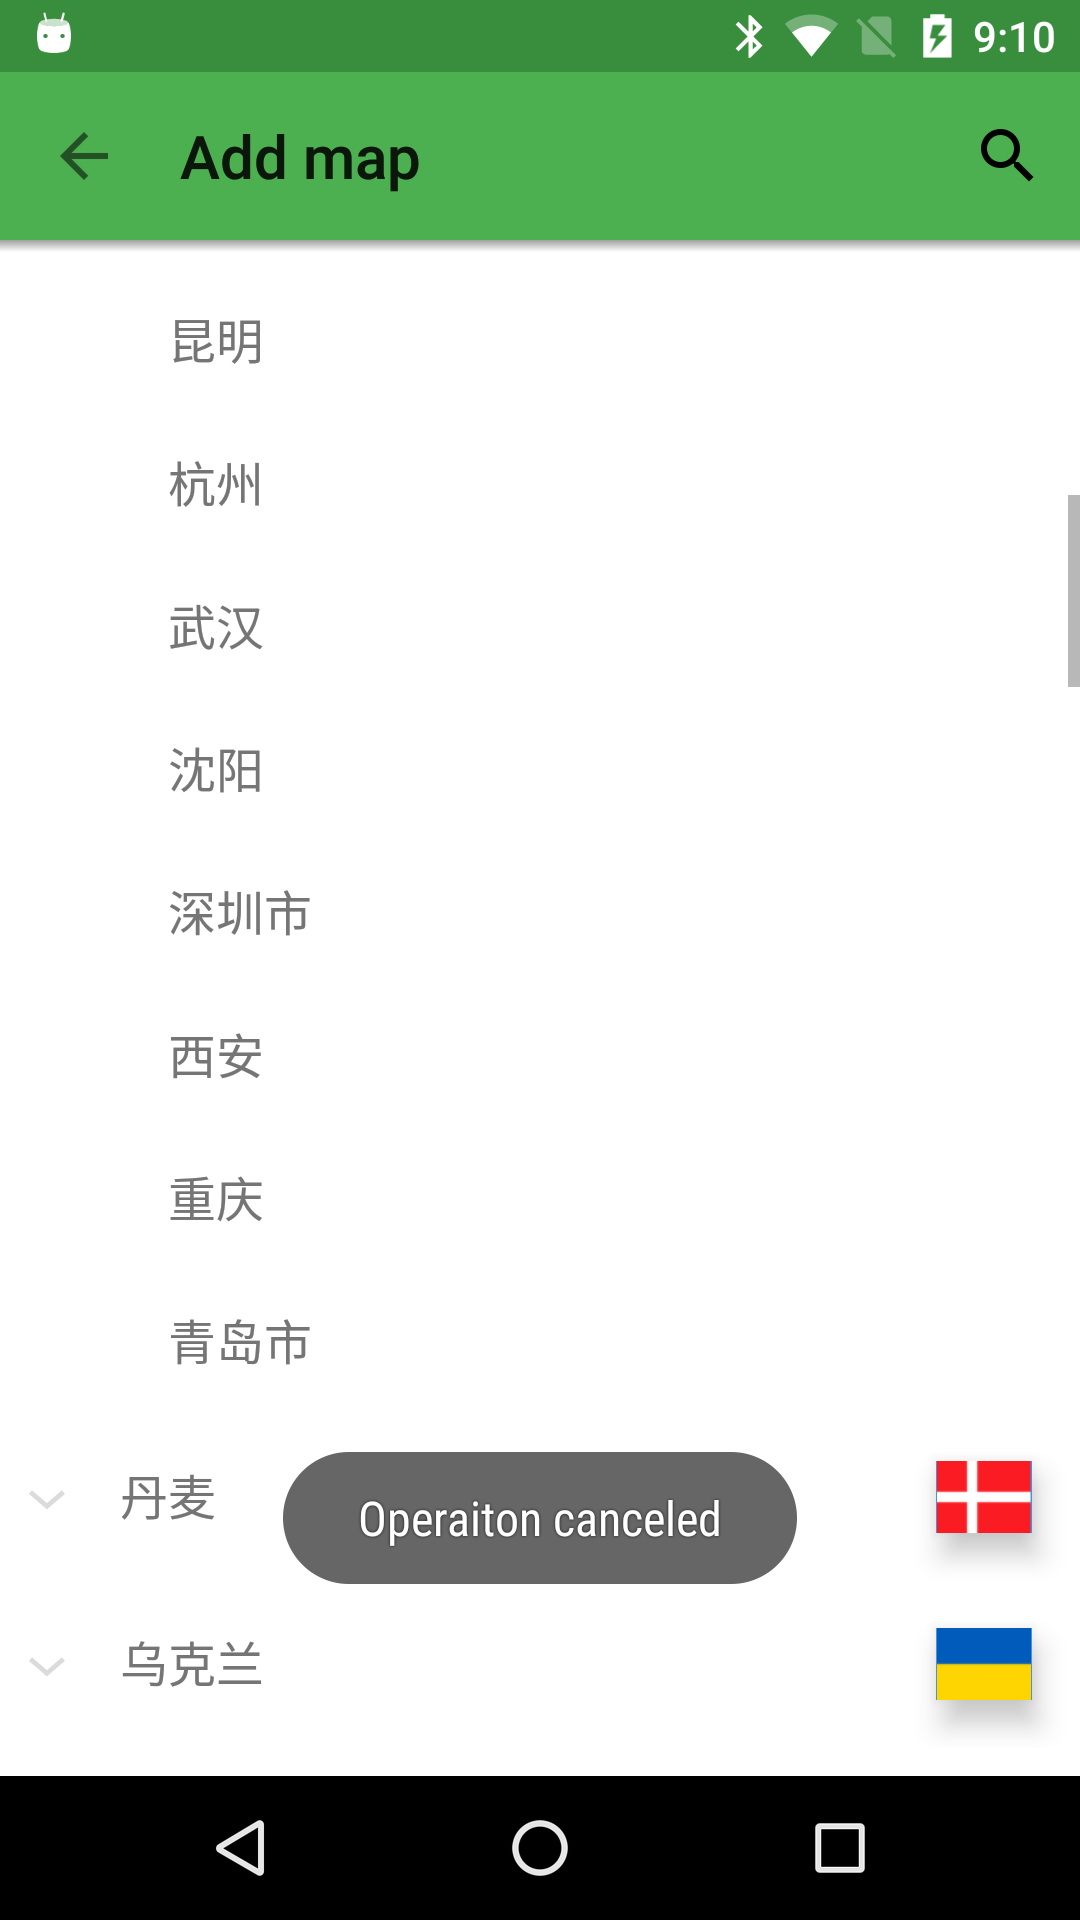 9:10
Add map
昆明
杭州
武汉
沈阳
深圳市
西安
重庆
青岛市
丹麦
Operaiton canceled
乌克兰